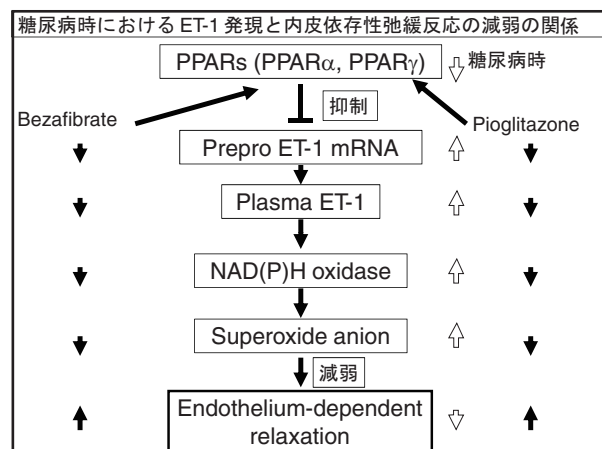 糖尿病時における ET-1 発現と内皮依存性弛緩反応の減弱の関係
PPARs (PPARα, PPARγ)
糖尿病時
抑制
Bezafibrate
Pioglitazone
Prepro ET-1 mRNA
Plasma ET-1
NAD(P)H oxidase
Superoxide anion
減弱
Endothelium-dependent
relaxation